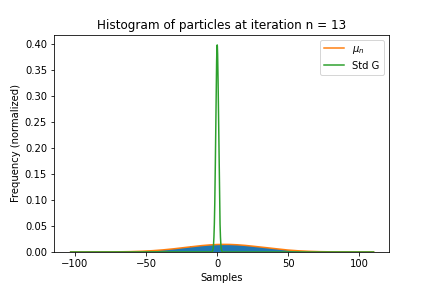 Histogram of particles at iteration n = 13
Frequency (normalized)
0.40
0.35
0.30
0.25
0.20
0.15
0.10
0.05
0.00
μₙ
Std G
−100
−50
0
50
100
Samples